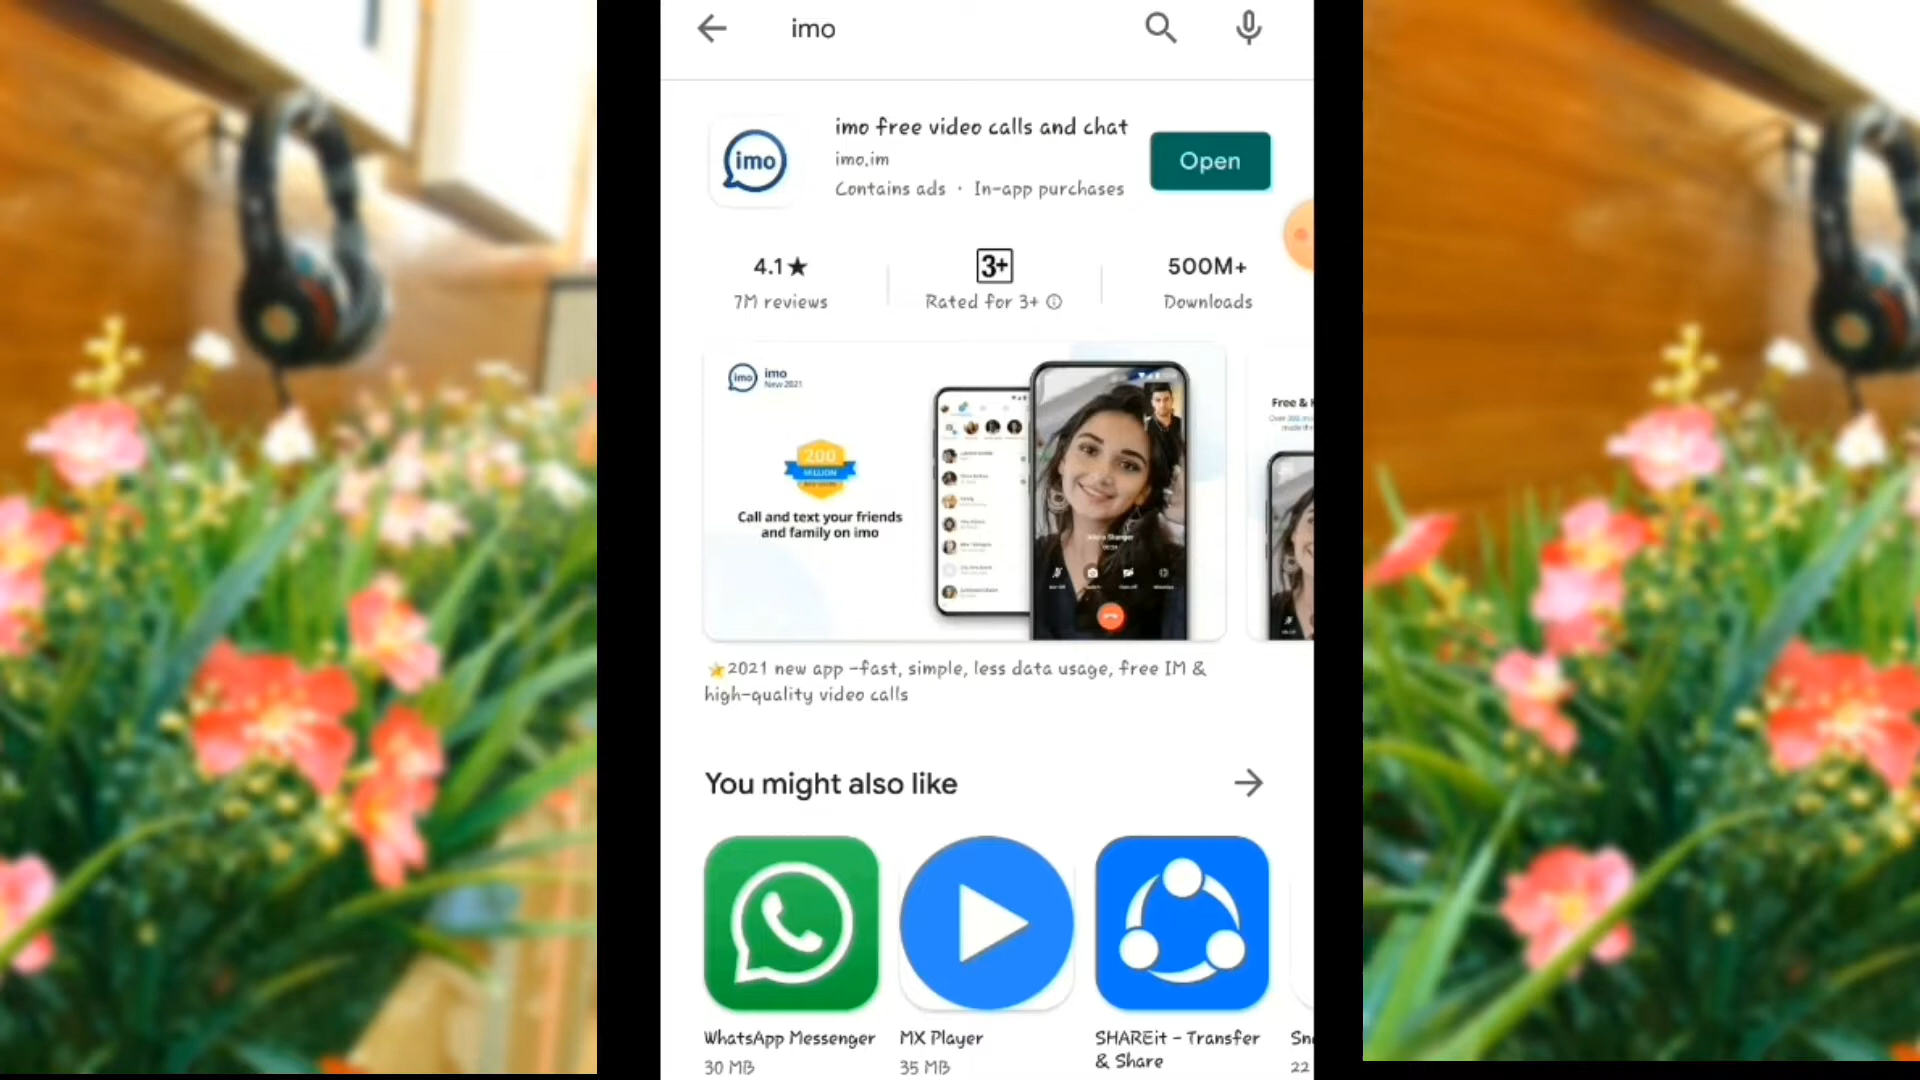 imo
imo free video calls and chat
imo
imo.im
Open
Contains ads · In-app purchases
4.1★
3+
500M+
7M reviews
Rated for 3+
Downloads
imo
imo
New 2021
200
MILLION
Call and text your friends
and family on imo
Free &
⭐2021 new app -fast, simple, less data usage, free IM &
high-quality video calls
You might also like
WhatsApp Messenger
MX Player
SHAREit - Transfer
& Share
30 MB
35 MB
22